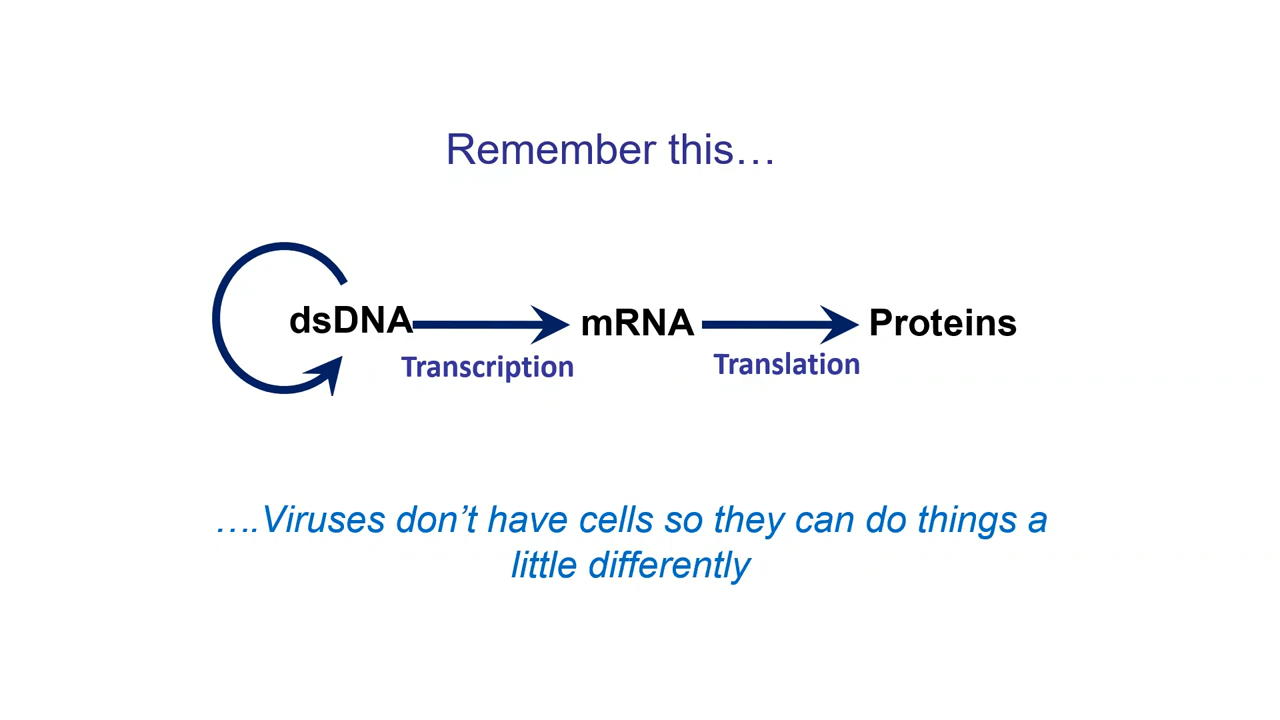 Remember this…
dsDNA mRNA Proteins
Transcription Translation
….Viruses don’t have cells so they can do things a
little differently